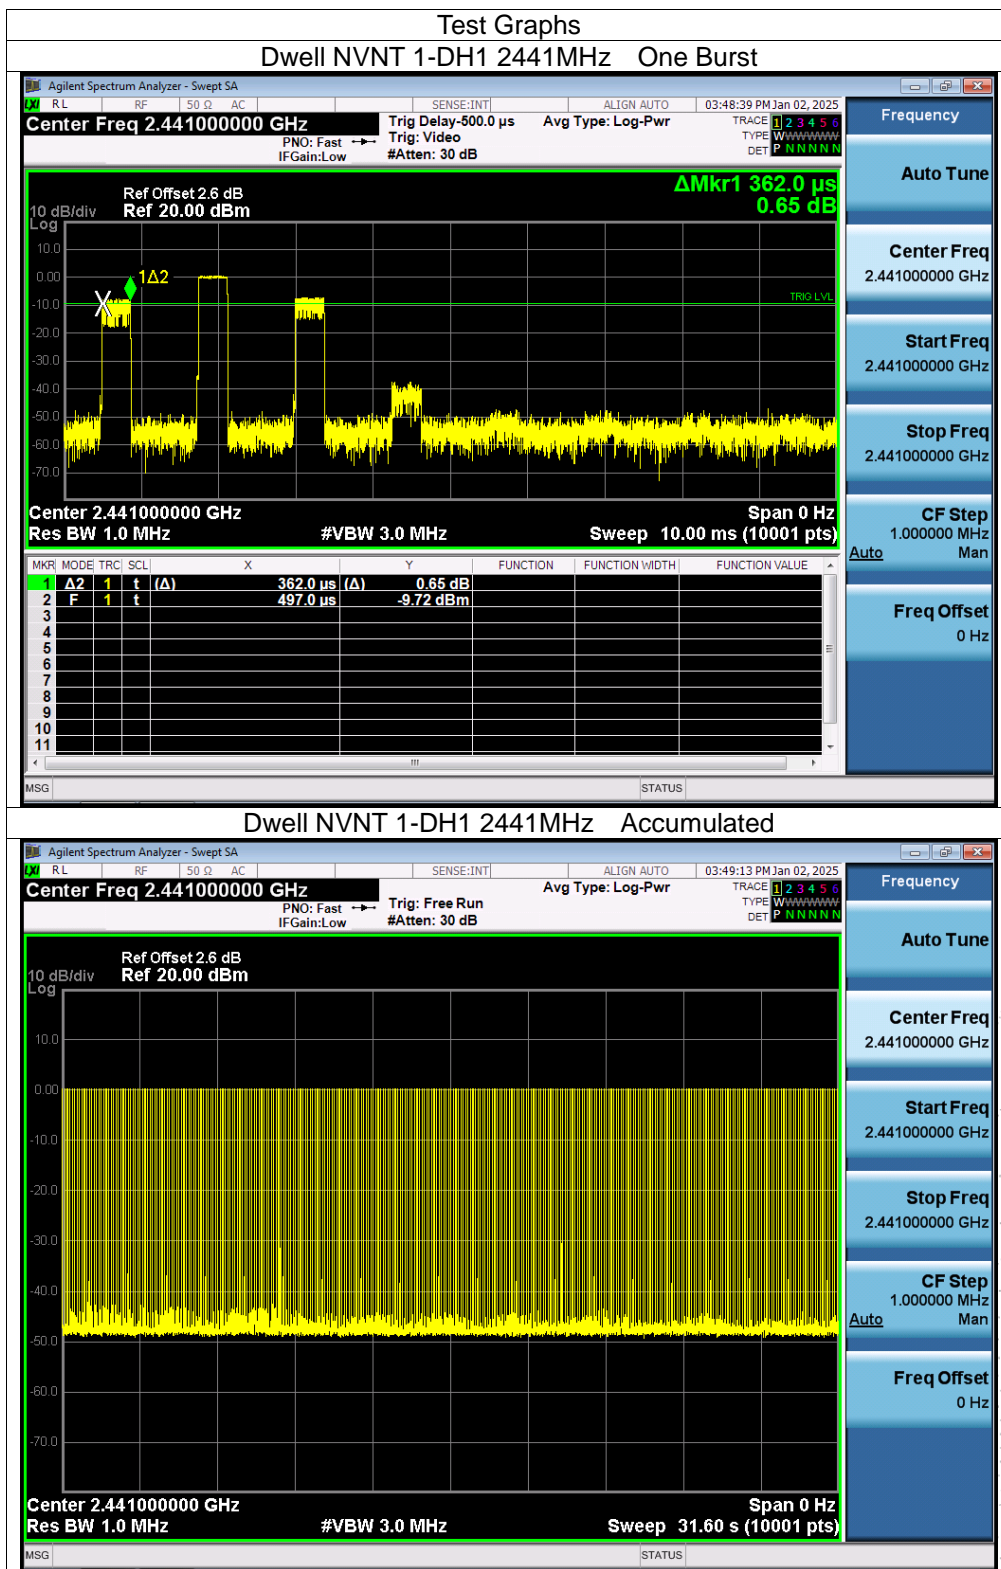 Test Graphs
Dwell NVNT 1-DH1 2441MHz One Burst
Agilent Spectrum Analyzer - Swept SA
LXI RL RF 50 Ω AC SENSE:INT ALIGN AUTO 03:48:39 PM Jan 02, 2025
Center Freq 2.441000000 GHz
PNO: Fast
IFGain:Low
Trig Delay-500.0 µs
Trig: Video
#Atten: 30 dB
Avg Type: Log-Pwr
TRACE 1 2 3 4 5 6
TYPE WWWWWW
DET P N N N N N
Frequency
Auto Tune
Center Freq
2.441000000 GHz
Start Freq
2.441000000 GHz
Stop Freq
2.441000000 GHz
CF Step
1.000000 MHz
Auto Man
Freq Offset
0 Hz
ΔMkr1 362.0 µs
0.65 dB
Ref Offset 2.6 dB
10 dB/div Ref 20.00 dBm
Log
10.0
0.00
-10.0
-20.0
-30.0
-40.0
-50.0
-60.0
-70.0
1Δ2
TRIG LVL
Center 2.441000000 GHz Span 0 Hz
Res BW 1.0 MHz #VBW 3.0 MHz Sweep 10.00 ms (10001 pts)
MKR MODE TRC SCL X Y FUNCTION FUNCTION WIDTH FUNCTION VALUE
1 Δ2 1 t (Δ) 362.0 µs (Δ) 0.65 dB
2 F 1 t 497.0 µs -9.72 dBm
3
4
5
6
7
8
9
10
11
MSG STATUS
Dwell NVNT 1-DH1 2441MHz Accumulated
Agilent Spectrum Analyzer - Swept SA
LXI RL RF 50 Ω AC SENSE:INT ALIGN AUTO 03:49:13 PM Jan 02, 2025
Center Freq 2.441000000 GHz
PNO: Fast
IFGain:Low
Trig: Free Run
#Atten: 30 dB
Avg Type: Log-Pwr
TRACE 1 2 3 4 5 6
TYPE WWWWWW
DET P N N N N N
Frequency
Auto Tune
Center Freq
2.441000000 GHz
Start Freq
2.441000000 GHz
Stop Freq
2.441000000 GHz
CF Step
1.000000 MHz
Auto Man
Freq Offset
0 Hz
Ref Offset 2.6 dB
10 dB/div Ref 20.00 dBm
Log
10.0
0.00
-10.0
-20.0
-30.0
-40.0
-50.0
-60.0
-70.0
Center 2.441000000 GHz Span 0 Hz
Res BW 1.0 MHz #VBW 3.0 MHz Sweep 31.60 s (10001 pts)
MSG STATUS